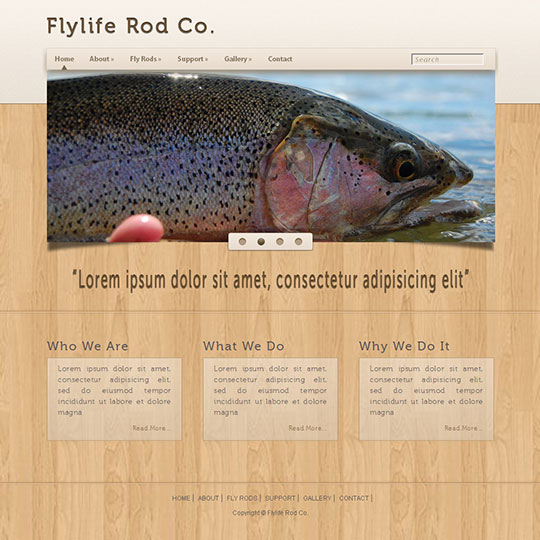 Flylife Rod Co.
Home About » Fly Rods » Support » Gallery » Contact Search
"Lorem ipsum dolor sit amet, consectetur adipisicing elit"
Who We Are What We Do Why We Do It
Lorem ipsum dolor sit amet,
consectetur adipisicing elit,
sed do eiusmod tempor
incididunt ut labore et dolore
magna
Read More...
Lorem ipsum dolor sit amet,
consectetur adipisicing elit,
sed do eiusmod tempor
incididunt ut labore et dolore
magna
Read More...
Lorem ipsum dolor sit amet,
consectetur adipisicing elit,
sed do eiusmod tempor
incididunt ut labore et dolore
magna
Read More...
HOME | ABOUT | FLY RODS | SUPPORT | GALLERY | CONTACT |
Copyright © Flylife Rod Co.